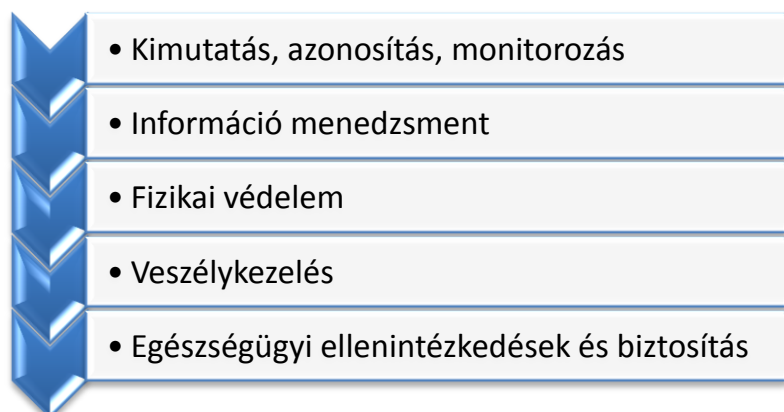 • Kimutatás, azonosítás, monitorozás
• Információ menedzsment
• Fizikai védelem
• Veszélykezelés
• Egészségügyi ellenintézkedések és biztosítás